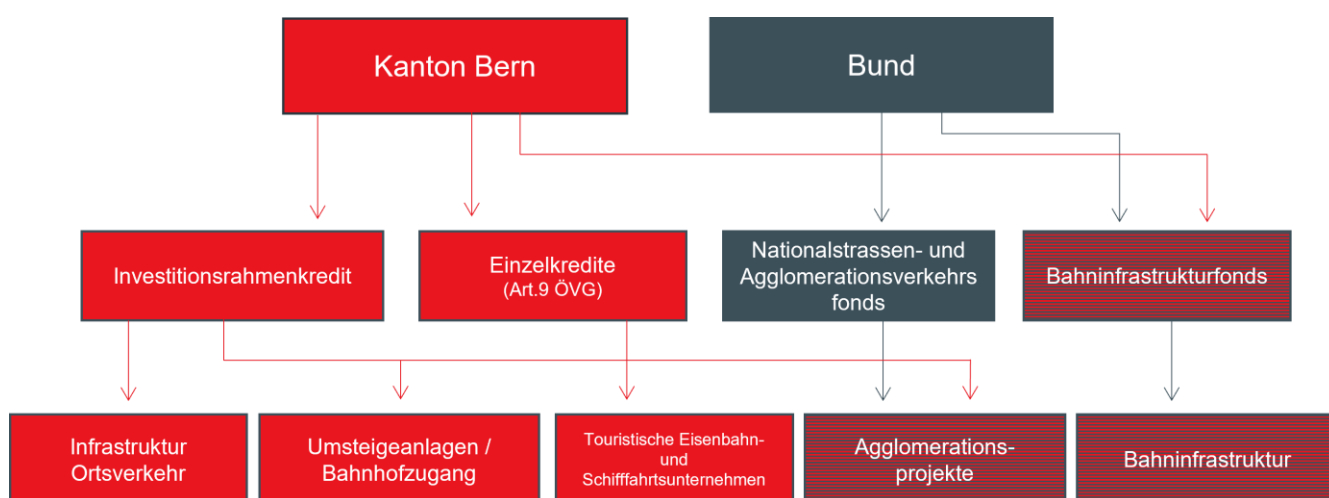 Kanton Bern
Bund
Investitionsrahmenkredit
Einzelkredite
(Art.9 ÖVG)
Nationalstrassen- und
Agglomerationsverkehrs
fonds
Bahninfrastrukturfonds
Infrastruktur
Ortsverkehr
Umsteigeanlagen /
Bahnhofzugang
Touristische Eisenbahn-
und
Schifffahrtsunternehmen
Agglomerations-
projekte
Bahninfrastruktur